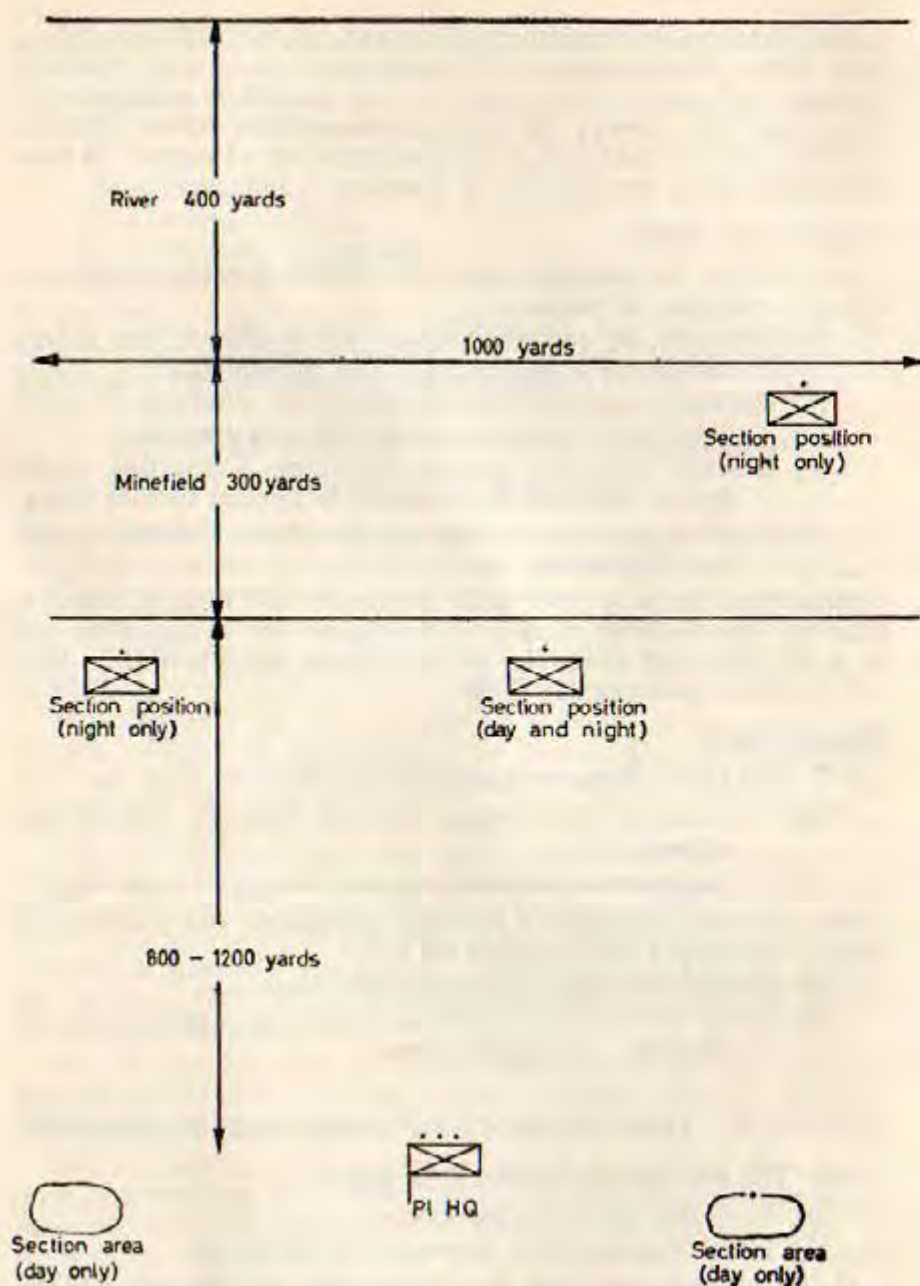 River 400 yards
1000 yards
Section position
(night only)
Minefield 300 yards
Section position
(night only)
Section position
(day and night)
800 – 1200 yards
Pl HQ
Section area
(day only)
Section area
(day only)